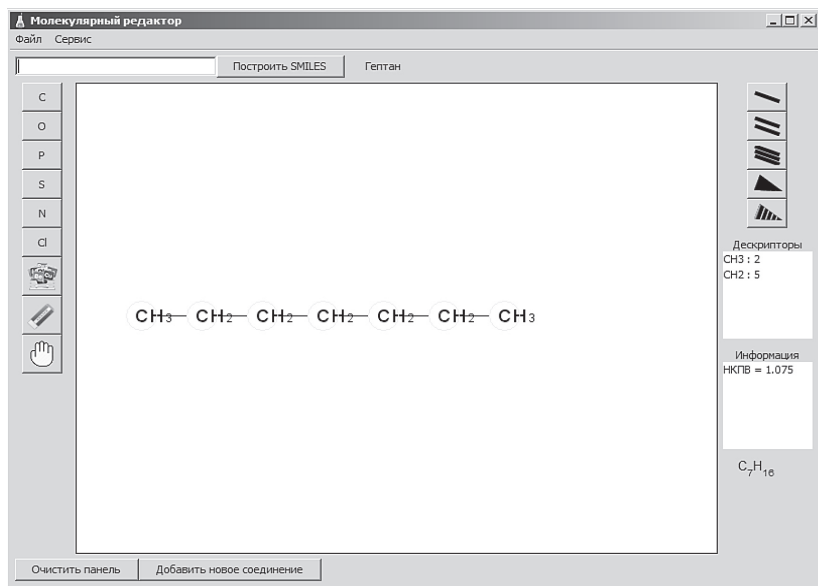 Молекулярный редактор
Файл Сервис
Построить SMILES Гептан
C
O
P
S
N
Cl
CH3 CH2 CH2 CH2 CH2 CH2 CH3
Дескрипторы
CH3 : 2
CH2 : 5
Информация
НКПВ = 1.075
C7H16
Очистить панель Добавить новое соединение